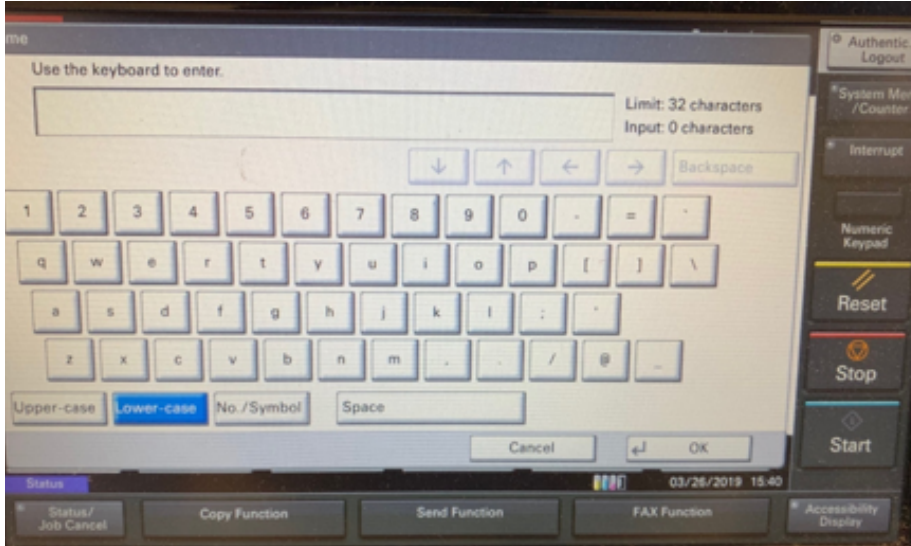 me
Use the keyboard to enter.
Limit: 32 characters
Input: 0 characters
↓ ↑ ← → Backspace
1 2 3 4 5 6 7 8 9 0 - = `
q w e r t y u i o p [ ] \
a s d f g h j k l ; '
z x c v b n m , . / @ _
Upper-case Lower-case No./Symbol Space
Cancel ↵ OK
Status 03/26/2019 15:40
Status/
Job Cancel
Copy Function
Send Function
FAX Function
Accessibility
Display
Authentic
Logout
System Me
/Counter
Interrupt
Numeric
Keypad
Reset
Stop
Start